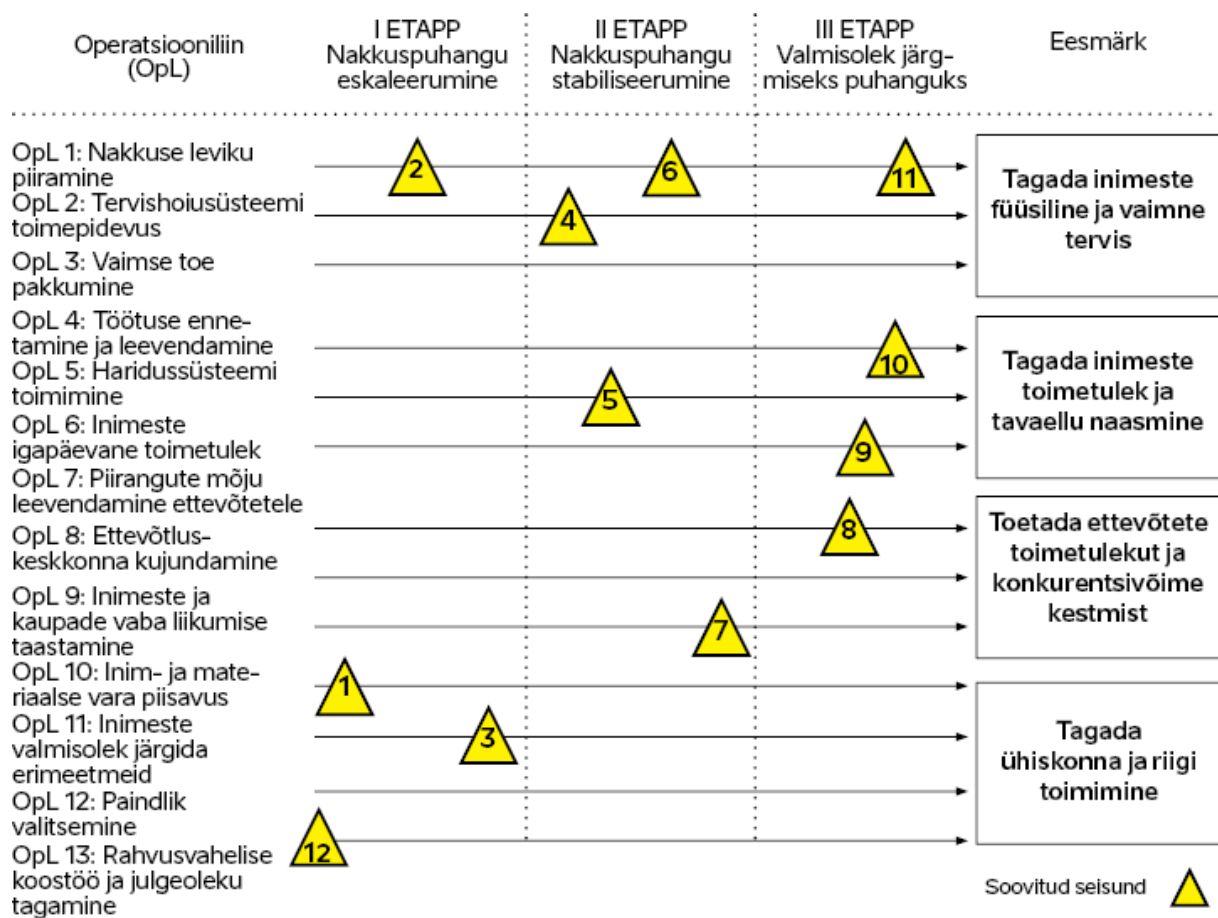 Operatsiooniliin
(OpL)
I ETAPP
Nakkuspuhangu
eskaleerumine
II ETAPP
Nakkuspuhangu
stabiliseerumine
III ETAPP
Valmisolek järg-
miseks puhanguks
Eesmärk
OpL 1: Nakkuse leviku
piiramine
2
6
11
OpL 2: Tervishoiusüsteemi
toimepidevus
4
OpL 3: Vaimse toe
pakkumine
Tagada inimeste
füüsiline ja vaimne
tervis
OpL 4: Töötuse enne-
tamine ja leevendamine
10
OpL 5: Haridussüsteemi
toimimine
5
OpL 6: Inimeste
igapäevane toimetulek
9
Tagada inimeste
toimetulek ja
tavaellu naasmine
OpL 7: Piirangute mõju
leevendamine ettevõtetele
8
OpL 8: Ettevõtlus-
keskkonna kujundamine
OpL 9: Inimeste ja
kaupade vaba liikumise
taastamine
7
Toetada ettevõtete
toimetulekut ja
konkurentsivõime
kestmist
OpL 10: Inim- ja mate-
riaalse vara piisavus
1
OpL 11: Inimeste
valmisolek järgida
erimeetmeid
3
OpL 12: Paindlik
valitsemine
12
OpL 13: Rahvusvahelise
koostöö ja julgeoleku
tagamine
Tagada
ühiskonna ja riigi
toimimine
Soovitud seisund